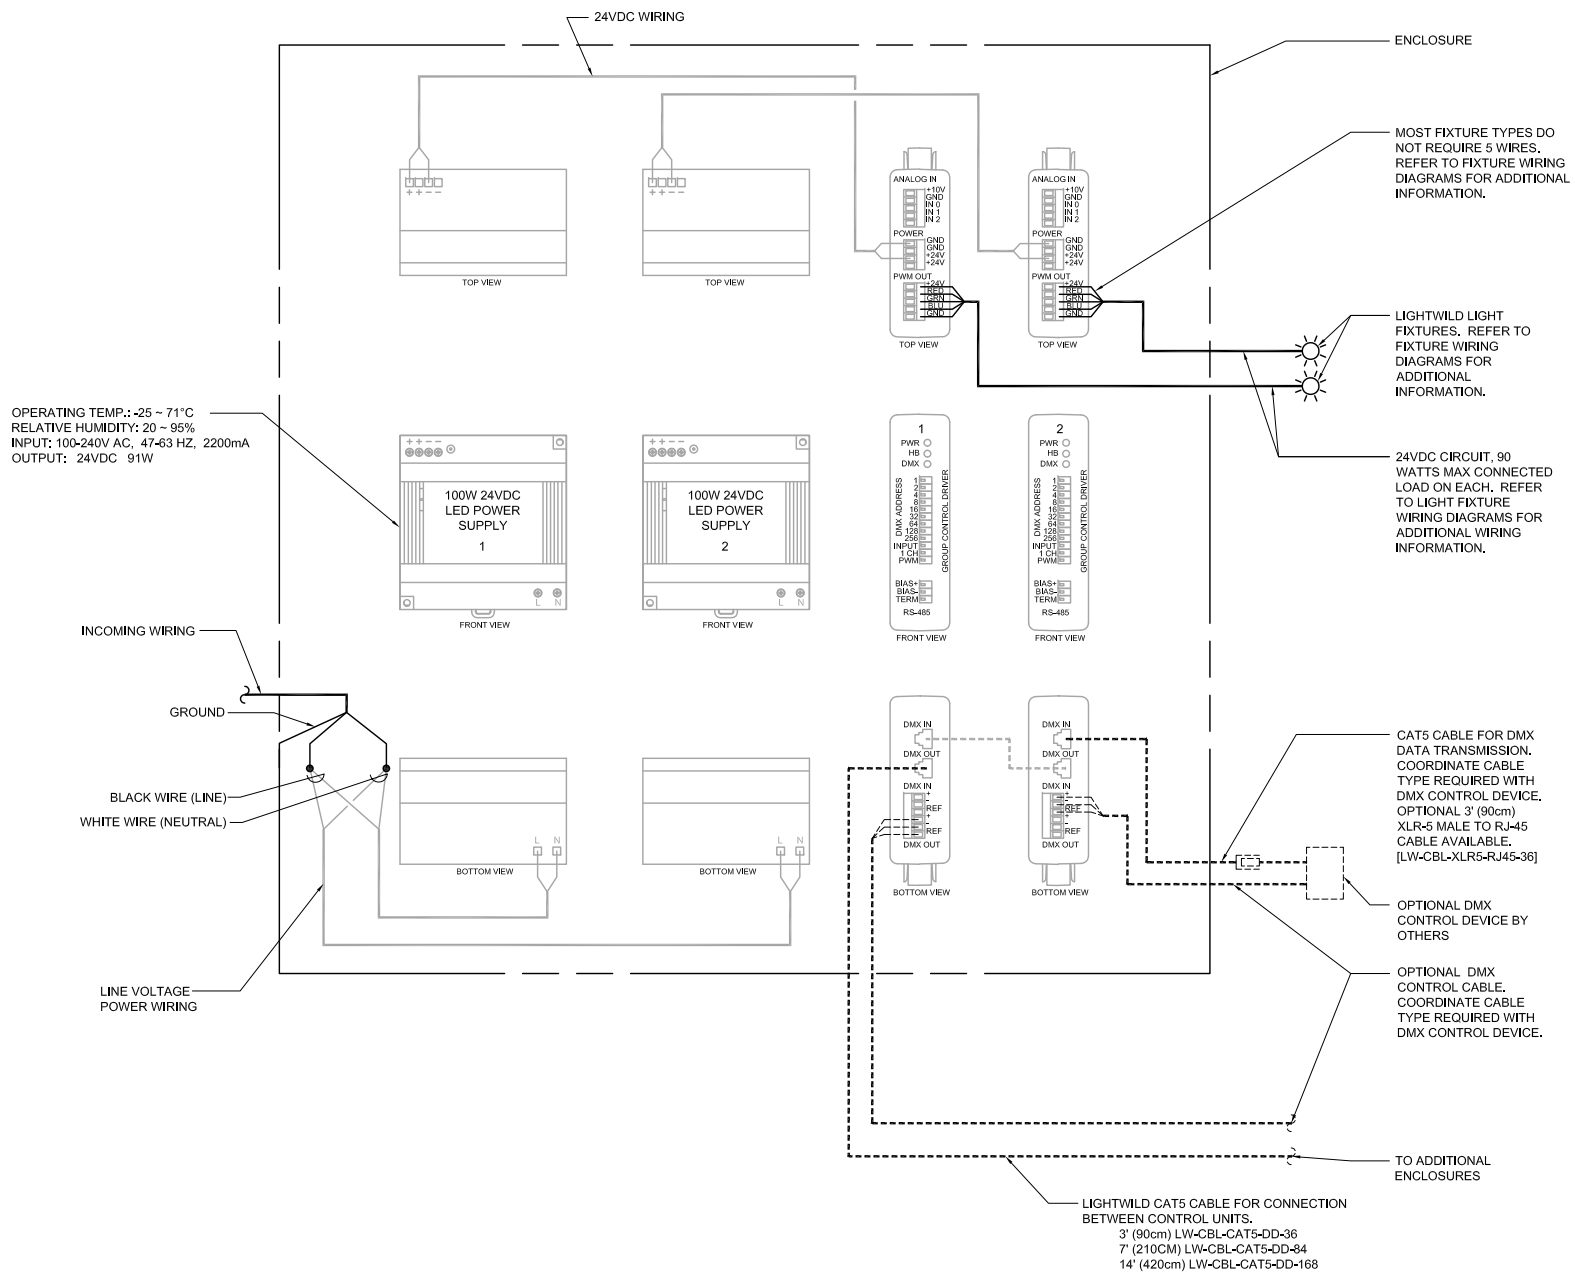 24VDC WIRING
ENCLOSURE
MOST FIXTURE TYPES DO
NOT REQUIRE 5 WIRES.
REFER TO FIXTURE WIRING
DIAGRAMS FOR ADDITIONAL
INFORMATION.
+ + - -
TOP VIEW
+ + - -
TOP VIEW
ANALOG IN
+10V
GND
IN 0
IN 1
IN 2
POWER
GND
GND
+24V
+24V
PWM OUT
+24V
RED
GRN
BLU
GND
TOP VIEW
ANALOG IN
+10V
GND
IN 0
IN 1
IN 2
POWER
GND
GND
+24V
+24V
PWM OUT
+24V
RED
GRN
BLU
GND
TOP VIEW
LIGHTWILD LIGHT
FIXTURES. REFER TO
FIXTURE WIRING
DIAGRAMS FOR
ADDITIONAL
INFORMATION.
OPERATING TEMP.: -25 ~ 71°C
RELATIVE HUMIDITY: 20 ~ 95%
INPUT: 100-240V AC, 47-63 HZ, 2200mA
OUTPUT: 24VDC 91W
+ + - -
100W 24VDC
LED POWER
SUPPLY
1
L N
FRONT VIEW
+ + - -
100W 24VDC
LED POWER
SUPPLY
2
L N
FRONT VIEW
1
PWR
HB
DMX
DMX ADDRESS
1
2
4
8
16
32
64
128
256
INPUT
1 CH
PWM
GROUP CONTROL DRIVER
BIAS+
BIAS-
TERM
RS-485
FRONT VIEW
2
PWR
HB
DMX
DMX ADDRESS
1
2
4
8
16
32
64
128
256
INPUT
1 CH
PWM
GROUP CONTROL DRIVER
BIAS+
BIAS-
TERM
RS-485
FRONT VIEW
24VDC CIRCUIT, 90
WATTS MAX CONNECTED
LOAD ON EACH. REFER
TO LIGHT FIXTURE
WIRING DIAGRAMS FOR
ADDITIONAL WIRING
INFORMATION.
INCOMING WIRING
GROUND
BLACK WIRE (LINE)
WHITE WIRE (NEUTRAL)
LINE VOLTAGE
POWER WIRING
L N
BOTTOM VIEW
L N
BOTTOM VIEW
DMX IN
DMX OUT
DMX IN
+
-
REF
+
-
REF
DMX OUT
BOTTOM VIEW
DMX IN
DMX OUT
DMX IN
+
-
REF
+
-
REF
DMX OUT
BOTTOM VIEW
CAT5 CABLE FOR DMX
DATA TRANSMISSION.
COORDINATE CABLE
TYPE REQUIRED WITH
DMX CONTROL DEVICE.
OPTIONAL 3' (90cm)
XLR-5 MALE TO RJ-45
CABLE AVAILABLE.
[LW-CBL-XLR5-RJ45-36]
OPTIONAL DMX
CONTROL DEVICE BY
OTHERS
OPTIONAL DMX
CONTROL CABLE.
COORDINATE CABLE
TYPE REQUIRED WITH
DMX CONTROL DEVICE.
TO ADDITIONAL
ENCLOSURES
LIGHTWILD CAT5 CABLE FOR CONNECTION
BETWEEN CONTROL UNITS.
3' (90cm) LW-CBL-CAT5-DD-36
7' (210CM) LW-CBL-CAT5-DD-84
14' (420cm) LW-CBL-CAT5-DD-168